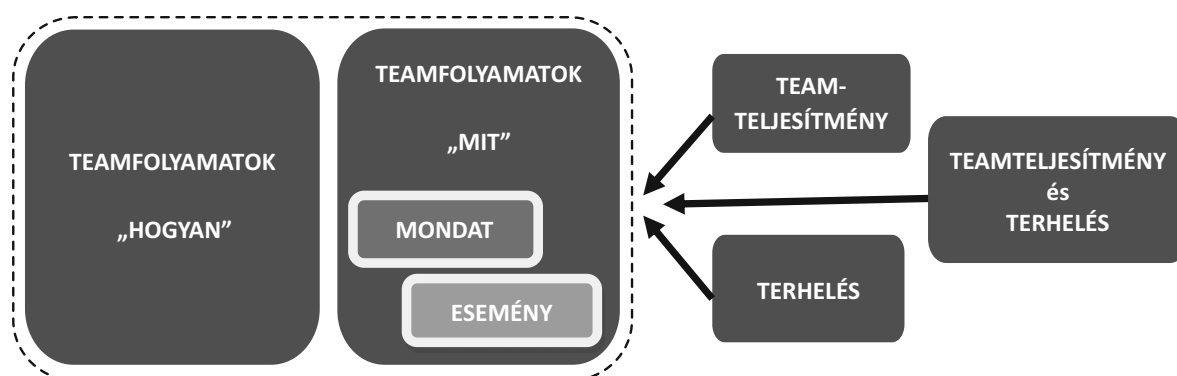 TEAMFOLYAMATOK
„HOGYAN”
TEAMFOLYAMATOK
„MIT”
MONDAT
ESEMÉNY
TEAM-
TELJESÍTMÉNY
TERHELÉS
TEAMTELJESÍTMÉNY
és
TERHELÉS